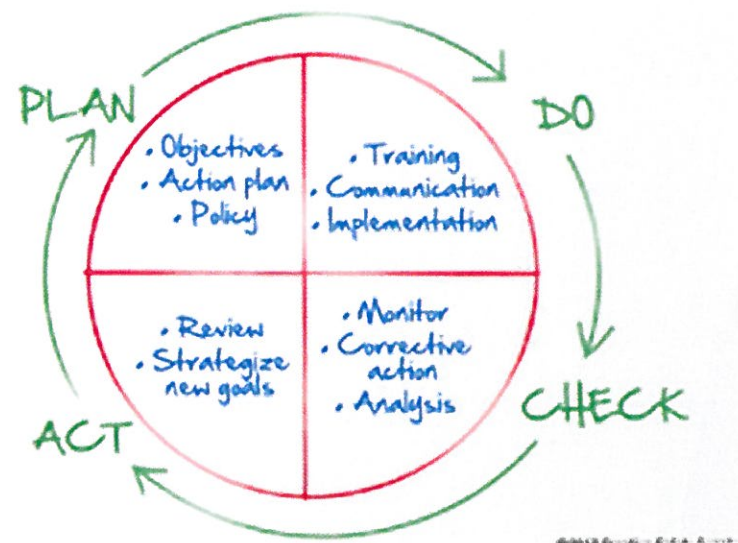 PLAN
DO
• Objectives
• Action plan
• Policy
• Training
• Communication
• Implementation
• Review
• Strategize
new goals
• Monitor
• Corrective
action
• Analysis
ACT
CHECK